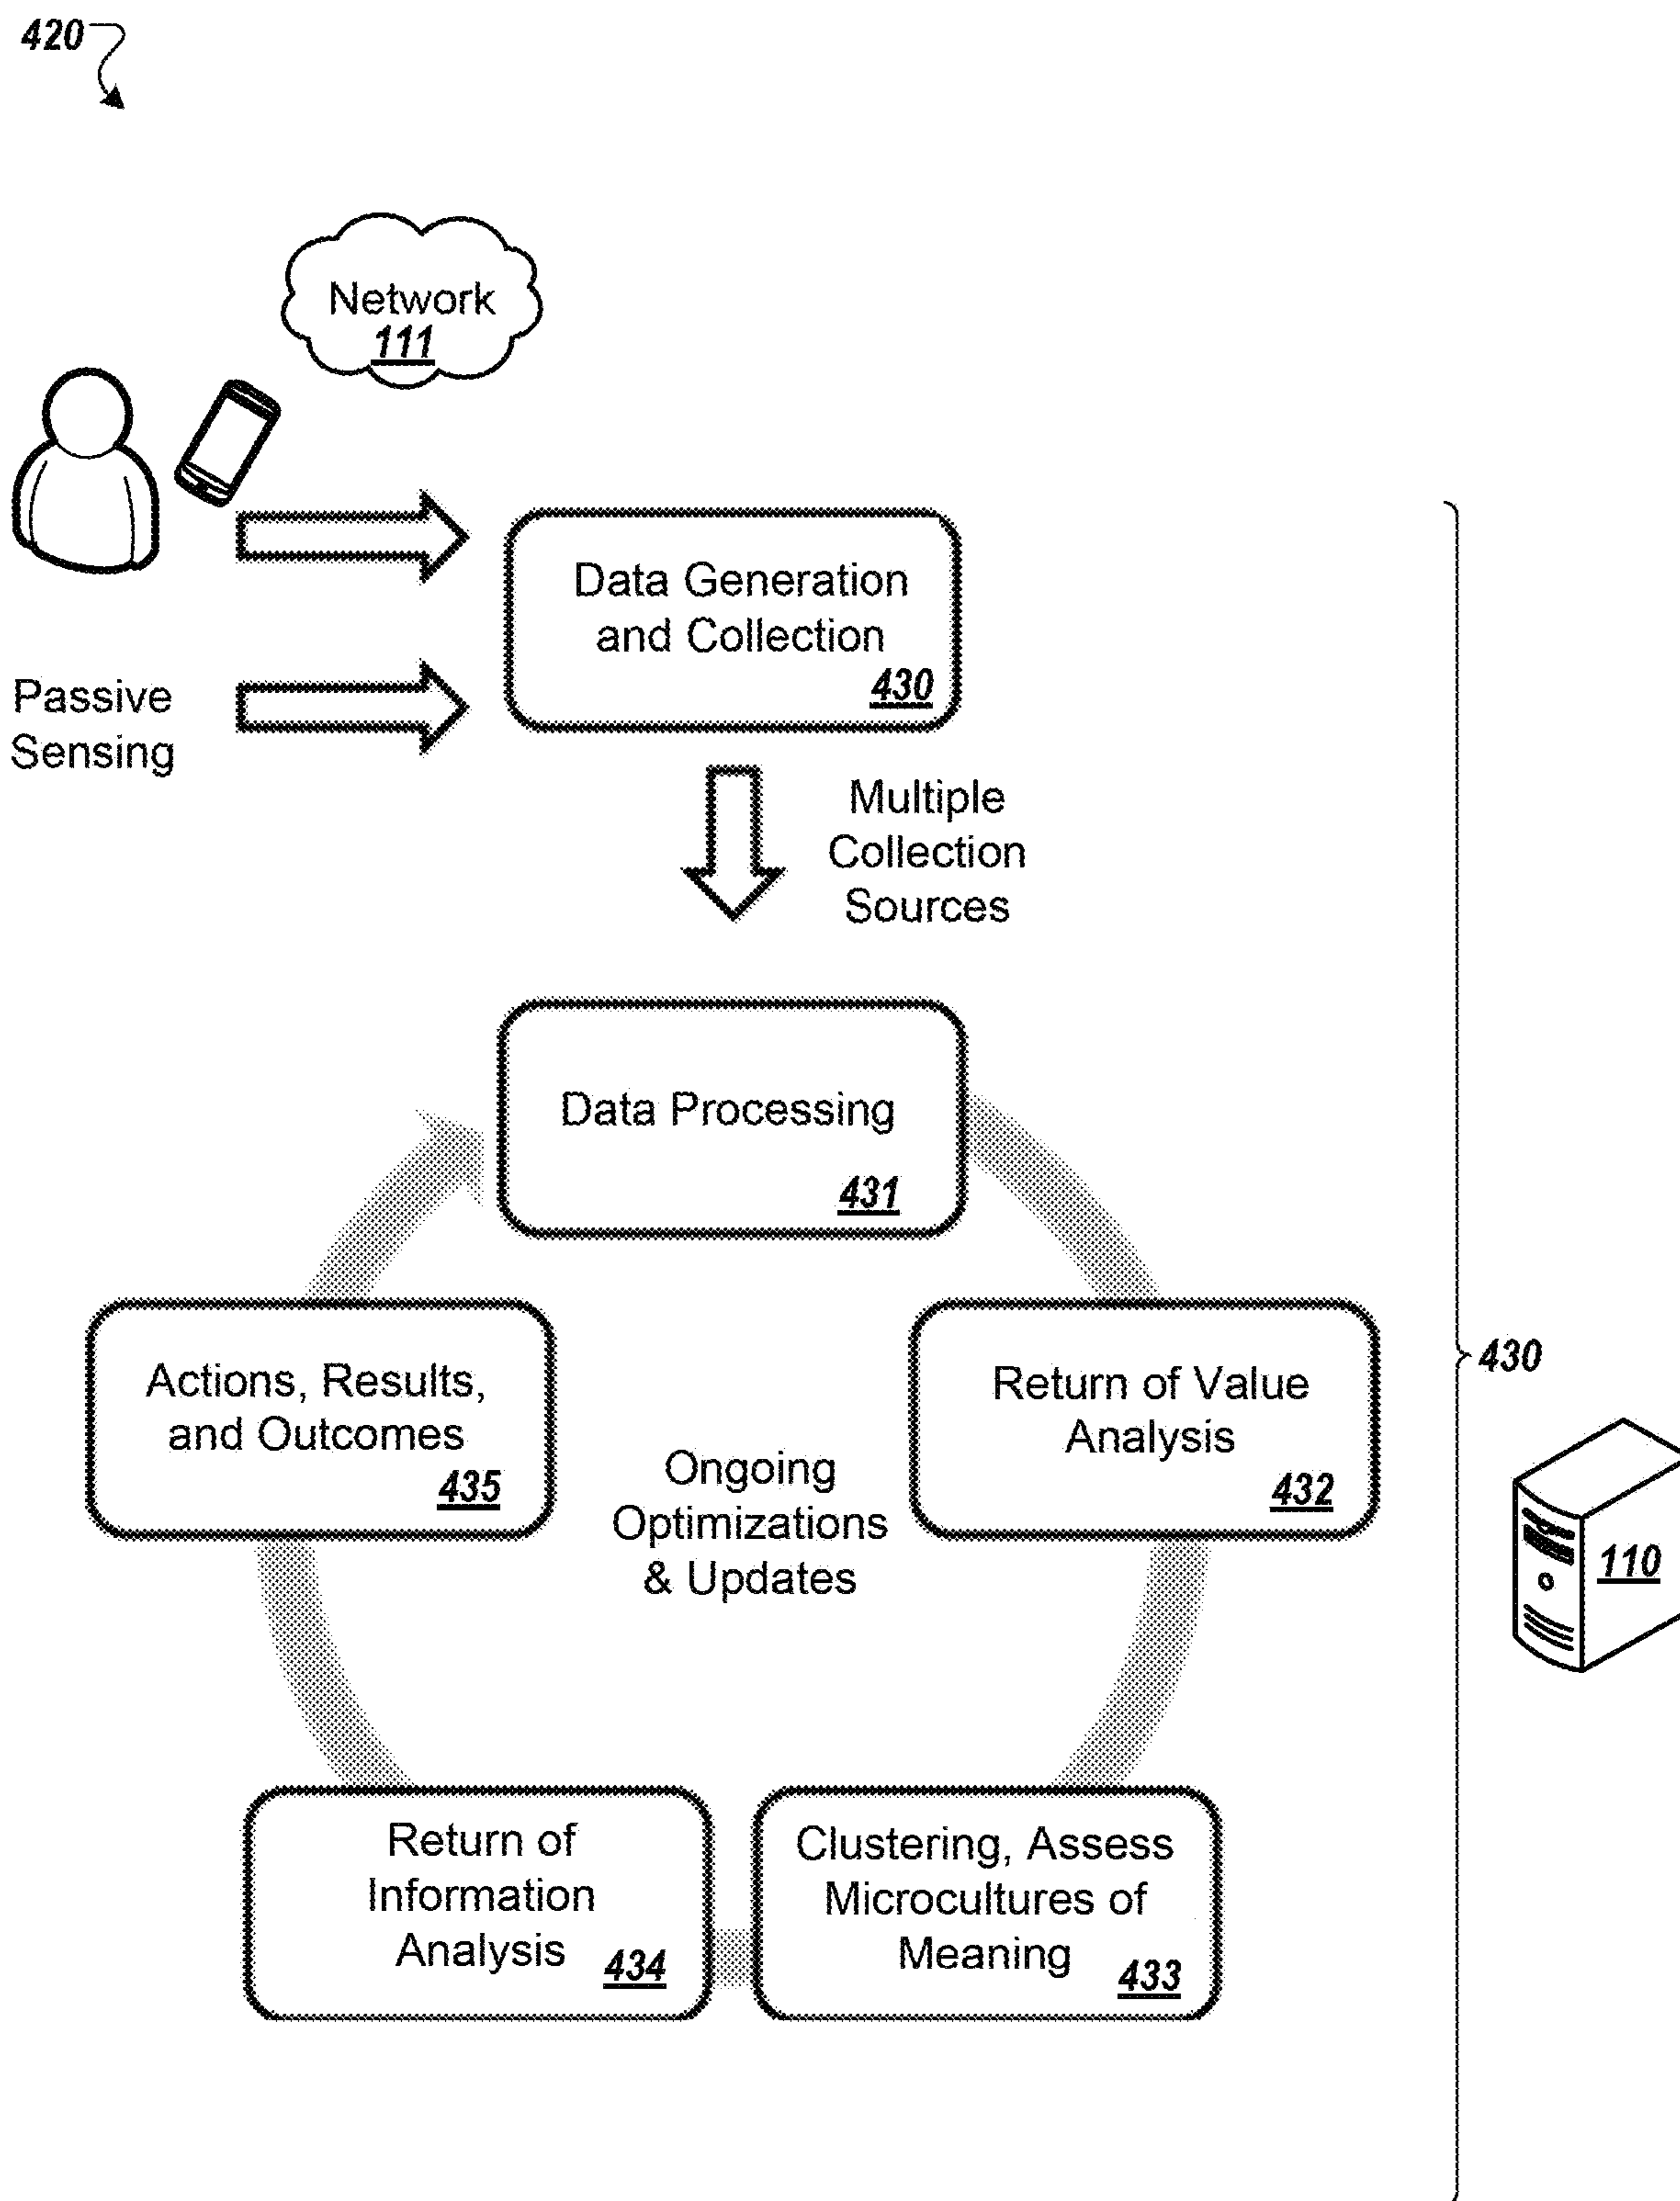 420
Network
111
Data Generation
and Collection
430
Passive
Sensing
Multiple
Collection
Sources
Data Processing
431
Actions, Results,
and Outcomes
435
Return of Value
Analysis
432
Ongoing
Optimizations
& Updates
430
110
Return of
Information
Analysis
434
Clustering, Assess
Microcultures of
Meaning
433